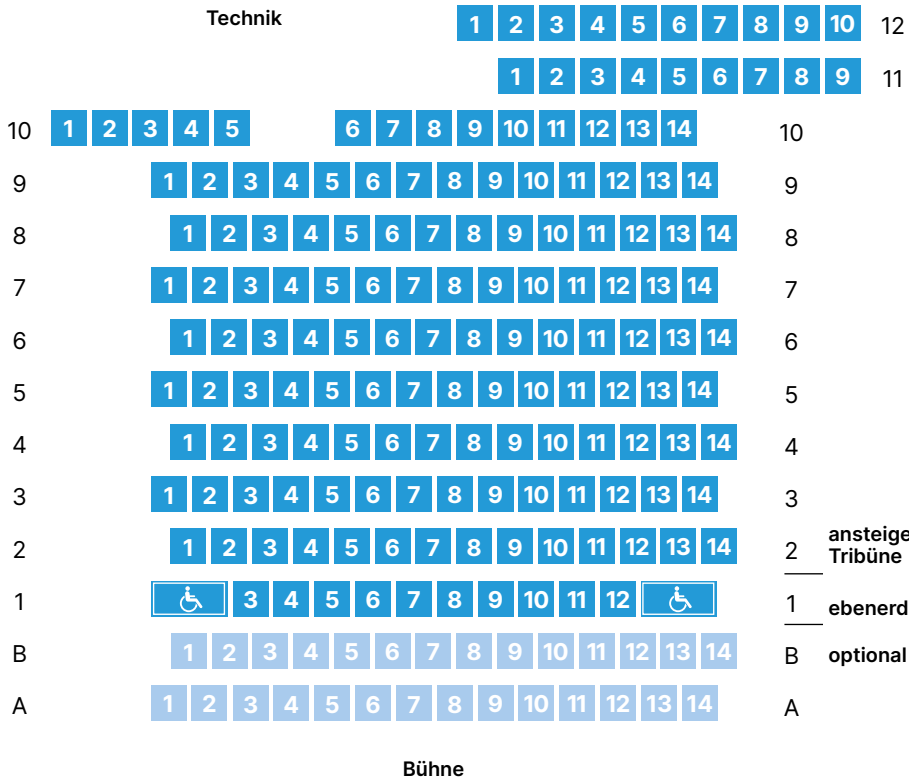 Technik 1 2 3 4 5 6 7 8 9 10 12
1 2 3 4 5 6 7 8 9 11
10 1 2 3 4 5 6 7 8 9 10 11 12 13 14 10
9 1 2 3 4 5 6 7 8 9 10 11 12 13 14 9
8 1 2 3 4 5 6 7 8 9 10 11 12 13 14 8
7 1 2 3 4 5 6 7 8 9 10 11 12 13 14 7
6 1 2 3 4 5 6 7 8 9 10 11 12 13 14 6
5 1 2 3 4 5 6 7 8 9 10 11 12 13 14 5
4 1 2 3 4 5 6 7 8 9 10 11 12 13 14 4
3 1 2 3 4 5 6 7 8 9 10 11 12 13 14 3
2 1 2 3 4 5 6 7 8 9 10 11 12 13 14 2 ansteige
Tribüne
1 3 4 5 6 7 8 9 10 11 12 1 ebenerd
B 1 2 3 4 5 6 7 8 9 10 11 12 13 14 B optional
A 1 2 3 4 5 6 7 8 9 10 11 12 13 14 A
Bühne